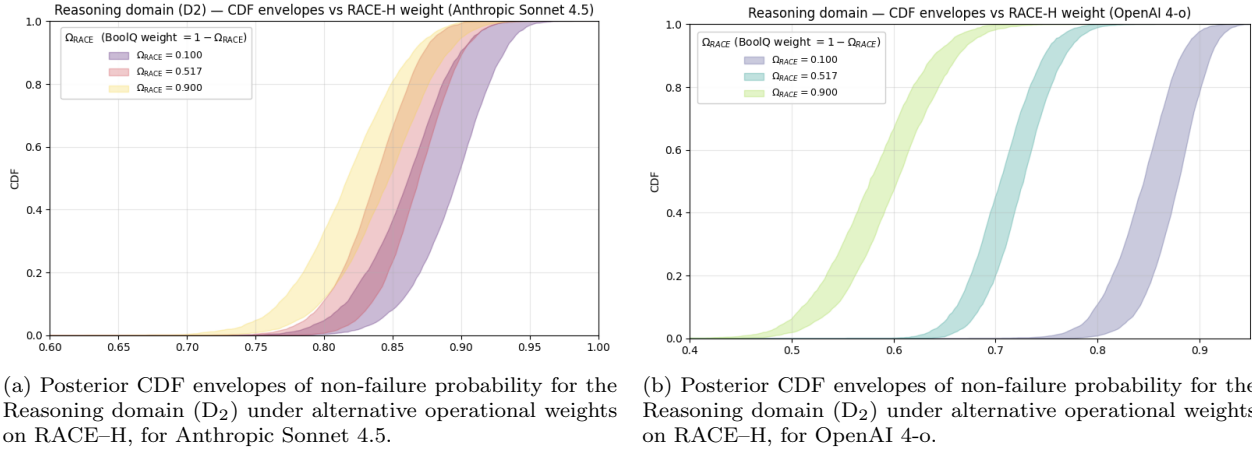 Reasoning domain (D2) — CDF envelopes vs RACE-H weight (Anthropic Sonnet 4.5)
1.0
0.8
0.6
0.4
0.2
0.0
CDF
Ω_RACE (BoolQ weight = 1 − Ω_RACE)
Ω_RACE = 0.100
Ω_RACE = 0.517
Ω_RACE = 0.900
0.60 0.65 0.70 0.75 0.80 0.85 0.90 0.95 1.00
(a) Posterior CDF envelopes of non-failure probability for the
Reasoning domain (D₂) under alternative operational weights
on RACE–H, for Anthropic Sonnet 4.5.
Reasoning domain — CDF envelopes vs RACE-H weight (OpenAI 4-o)
1.0
0.8
0.6
0.4
0.2
0.0
CDF
Ω_RACE (BoolQ weight = 1 − Ω_RACE)
Ω_RACE = 0.100
Ω_RACE = 0.517
Ω_RACE = 0.900
0.4 0.5 0.6 0.7 0.8 0.9
(b) Posterior CDF envelopes of non-failure probability for the
Reasoning domain (D₂) under alternative operational weights
on RACE–H, for OpenAI 4-o.